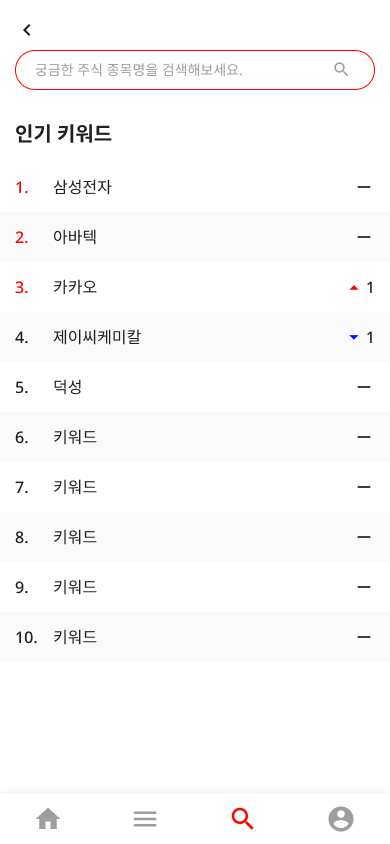 궁금한 주식 종목명을 검색해보세요.
인기 키워드
1. 삼성전자 —
2. 아바텍 —
3. 카카오 ▲ 1
4. 제이씨케미칼 ▼ 1
5. 덕성 —
6. 키워드 —
7. 키워드 —
8. 키워드 —
9. 키워드 —
10. 키워드 —